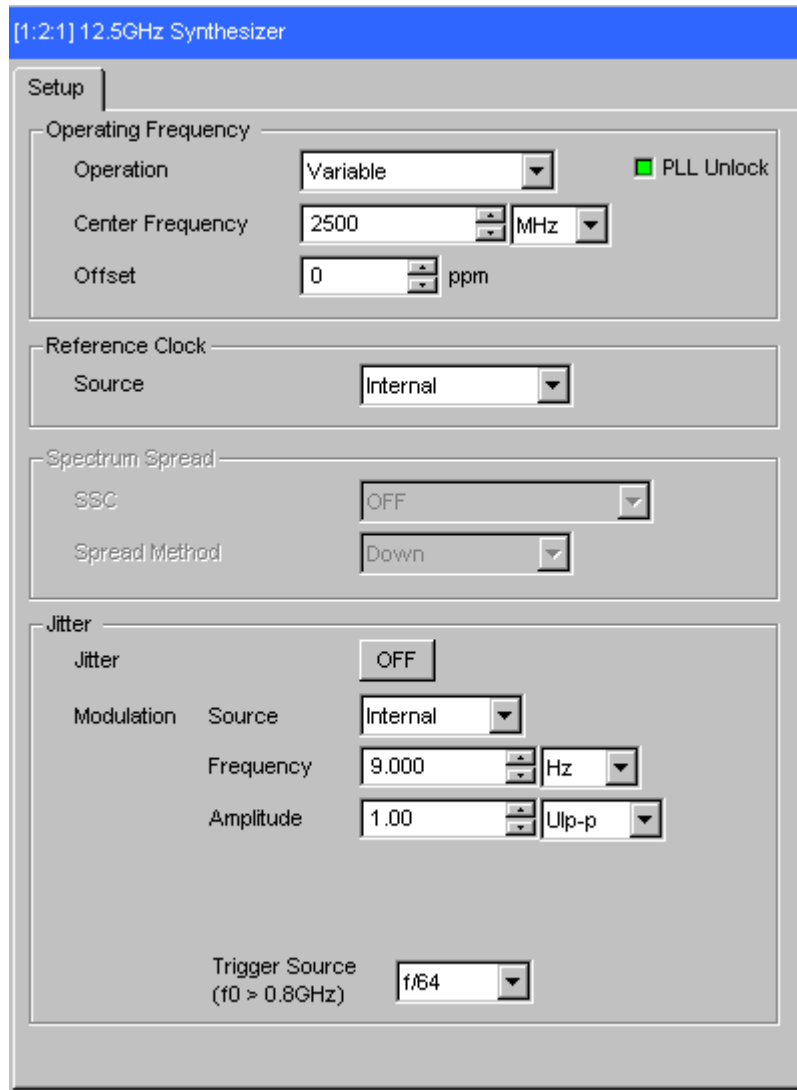 [1:2:1] 12.5GHz Synthesizer
Setup
Operating Frequency
Operation Variable PLL Unlock
Center Frequency 2500 MHz
Offset 0 ppm
Reference Clock
Source Internal
Spectrum Spread
SSC OFF
Spread Method Down
Jitter
Jitter OFF
Modulation Source Internal
Frequency 9.000 Hz
Amplitude 1.00 UIp-p
Trigger Source
(f0 > 0.8GHz) f/64